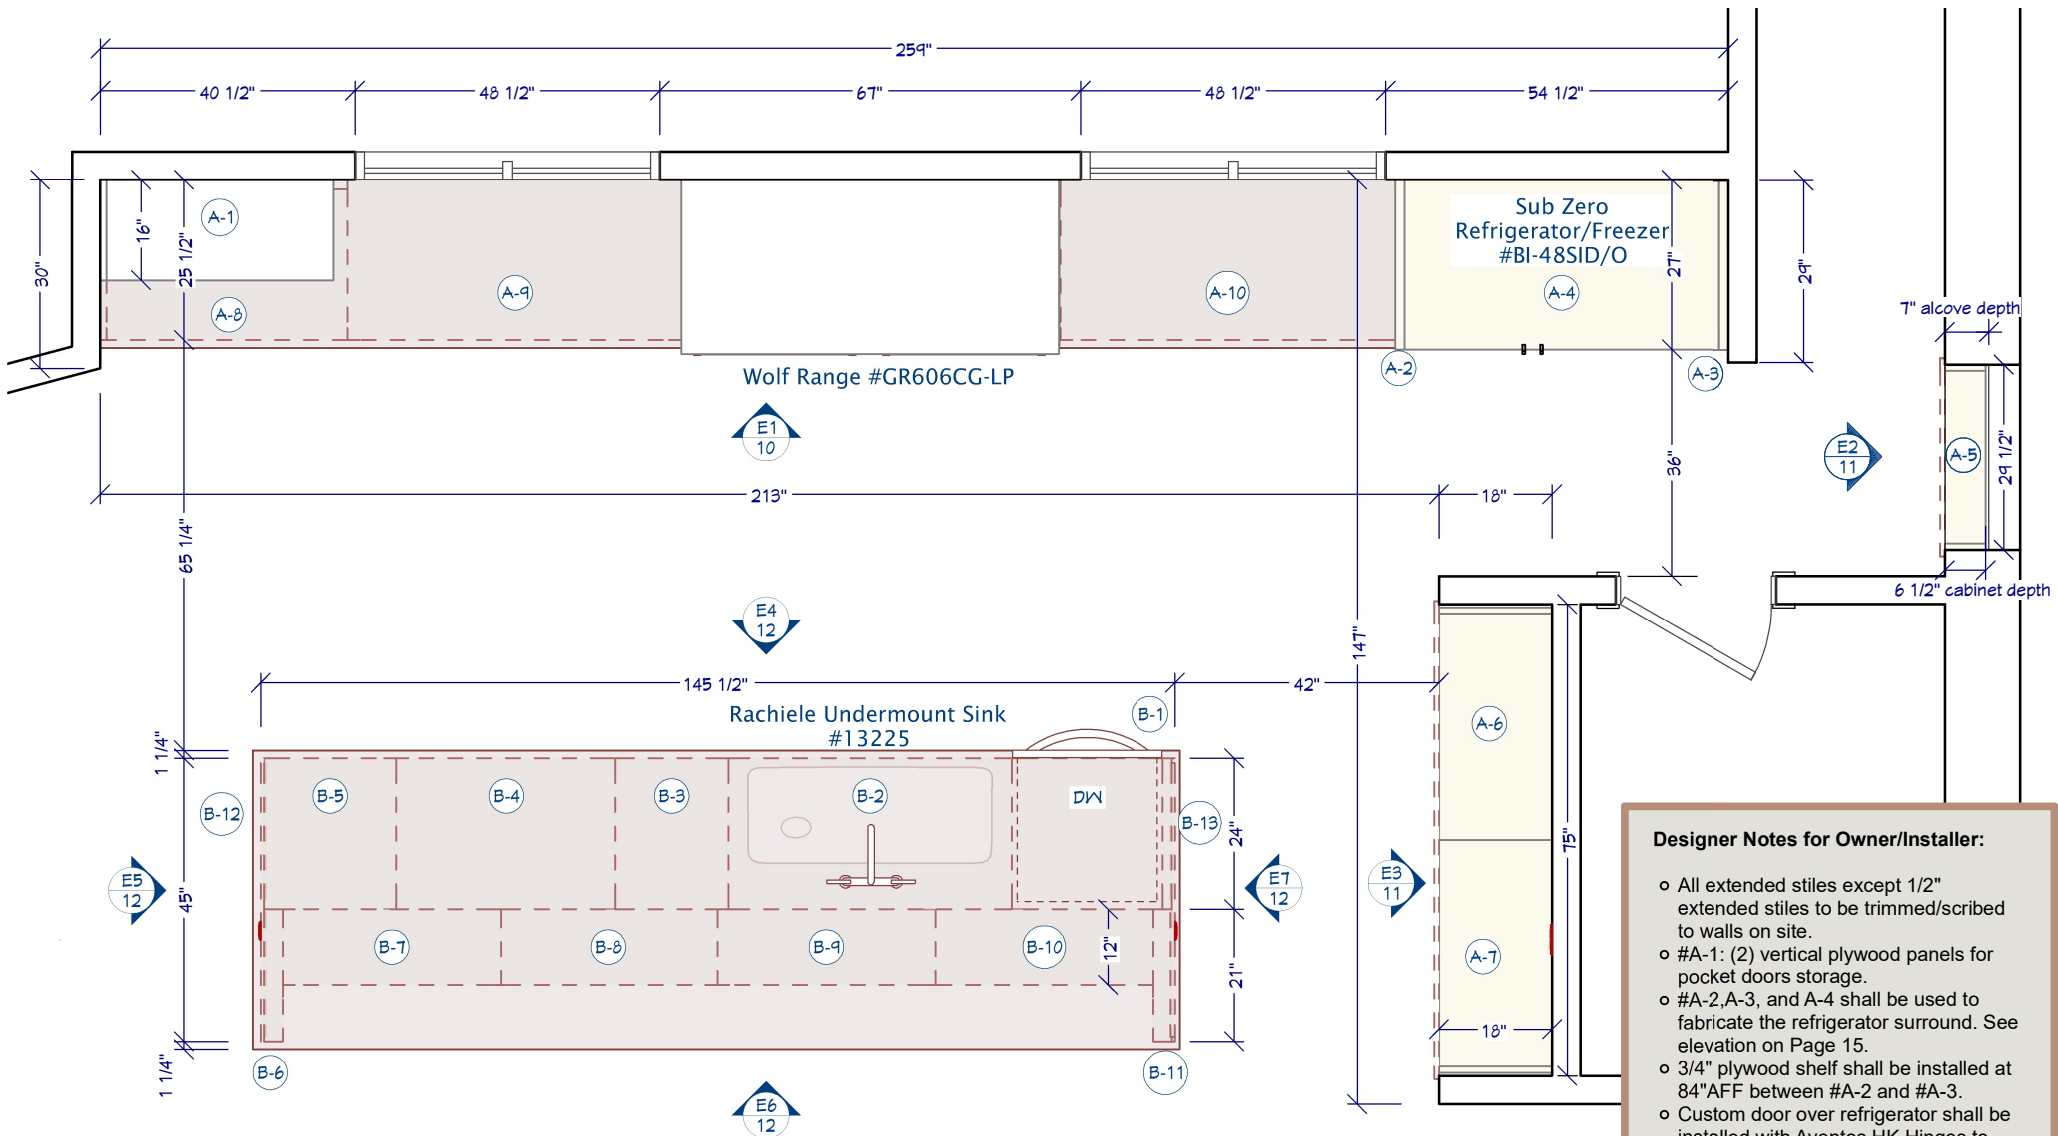 259"
40 1/2"
48 1/2"
67"
48 1/2"
54 1/2"
A-1
16"
25 1/2"
30"
A-8
A-9
A-10
Sub Zero
Refrigerator/Freezer
#BI-48SID/O
A-4
27"
29"
7" alcove depth
A-2
A-3
Wolf Range #GR606CG-LP
E1
10
E2
11
A-5
29 1/2"
36"
213"
18"
65 1/4"
6 1/2" cabinet depth
E4
12
147"
145 1/2"
42"
Rachiele Undermount Sink
#13225
B-1
A-6
1 1/4"
B-5
B-4
B-3
B-2
DW
B-12
B-13
24"
75"
E5
12
45"
E7
12
E3
11
B-7
B-8
B-9
B-10
12"
21"
A-7
18"
B-6
B-11
1 1/4"
E6
12
Designer Notes for Owner/Installer:
All extended stiles except 1/2"
extended stiles to be trimmed/scribed
to walls on site.
#A-1: (2) vertical plywood panels for
pocket doors storage.
#A-2,A-3, and A-4 shall be used to
fabricate the refrigerator surround. See
elevation on Page 15.
3/4" plywood shelf shall be installed at
84"AFF between #A-2 and #A-3.
Custom door over refrigerator shall be
installed with Aventos HK Hinges to